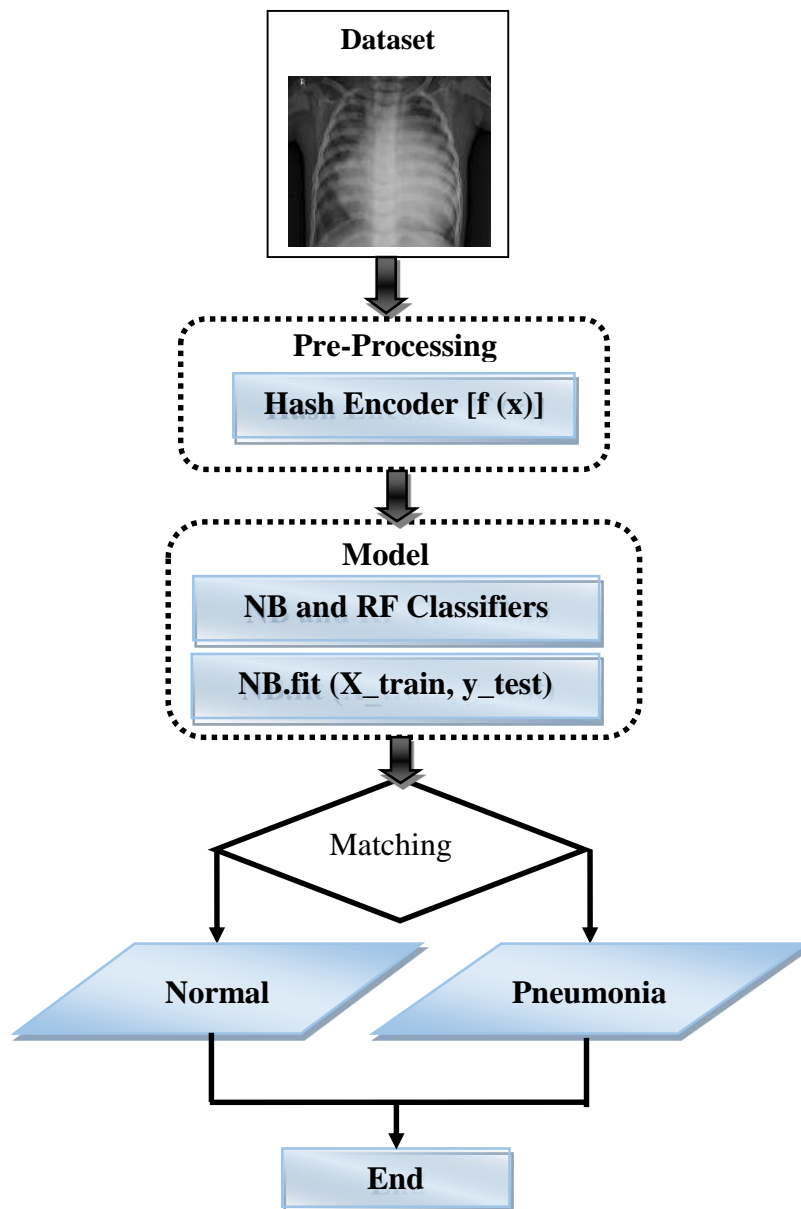 Dataset
R
Pre-Processing
Hash Encoder [f (x)]
Model
NB and RF Classifiers
NB.fit (X_train, y_test)
Matching
Normal
Pneumonia
End